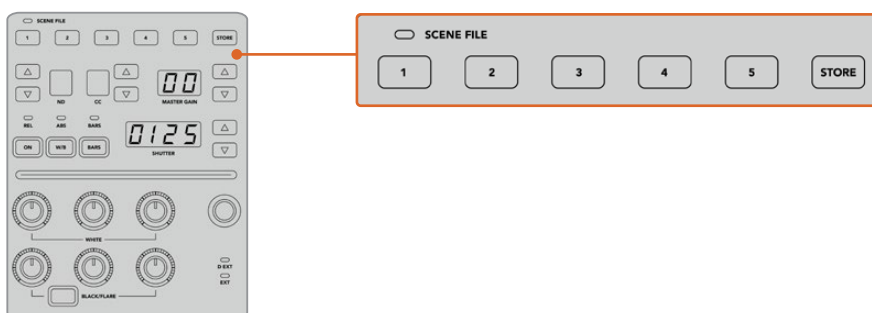 SCENE FILE
1 2 3 4 5 STORE
ND CC 00
MASTER GAIN
REL ABS BARS
ON W/B BARS 0125
SHUTTER
WHITE
D EXT
EXT
BLACK/FLARE
SCENE FILE
1 2 3 4 5 STORE